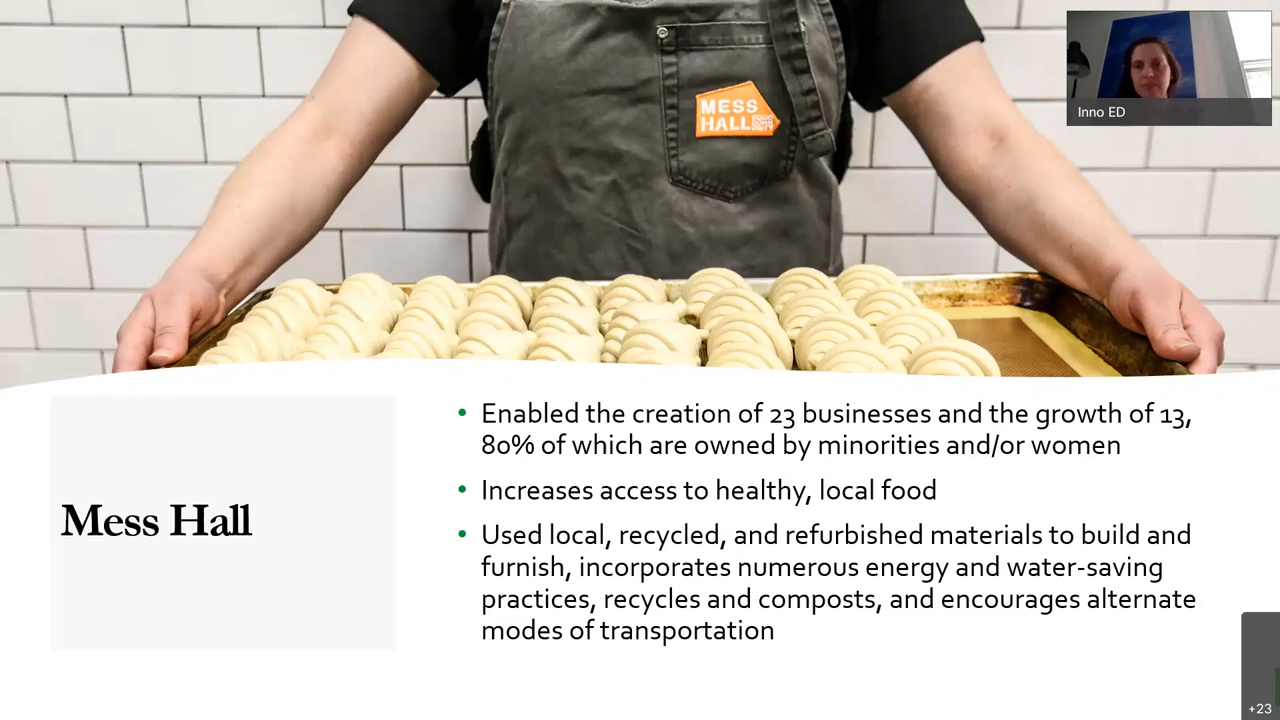 MESS
HALL FOOD
COMM
UNITY
Inno ED
Mess Hall
• Enabled the creation of 23 businesses and the growth of 13,
80% of which are owned by minorities and/or women
• Increases access to healthy, local food
• Used local, recycled, and refurbished materials to build and
furnish, incorporates numerous energy and water-saving
practices, recycles and composts, and encourages alternate
modes of transportation
+23